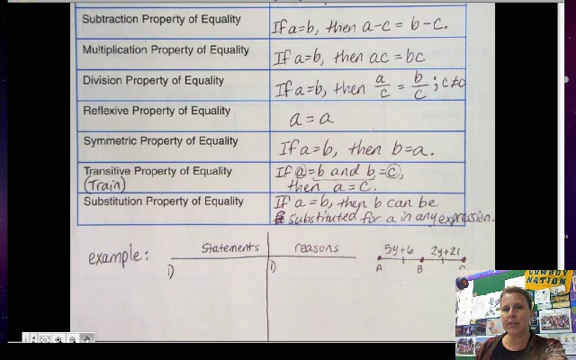 Subtraction Property of Equality
If a=b, then a-c = b-c.
Multiplication Property of Equality
If a=b, then ac = bc
Division Property of Equality
If a=b, then a/c = b/c ; c≠0
Reflexive Property of Equality
a = a
Symmetric Property of Equality
If a=b, then b=a.
Transitive Property of Equality
(Train)
If a=b and b=c,
then a=c.
Substitution Property of Equality
If a = b, then b can be
substituted for a in any expression.
example:
Statements
reasons
1)
1)
5y+6
2y+21
A
B
C
COWBOY
NATION